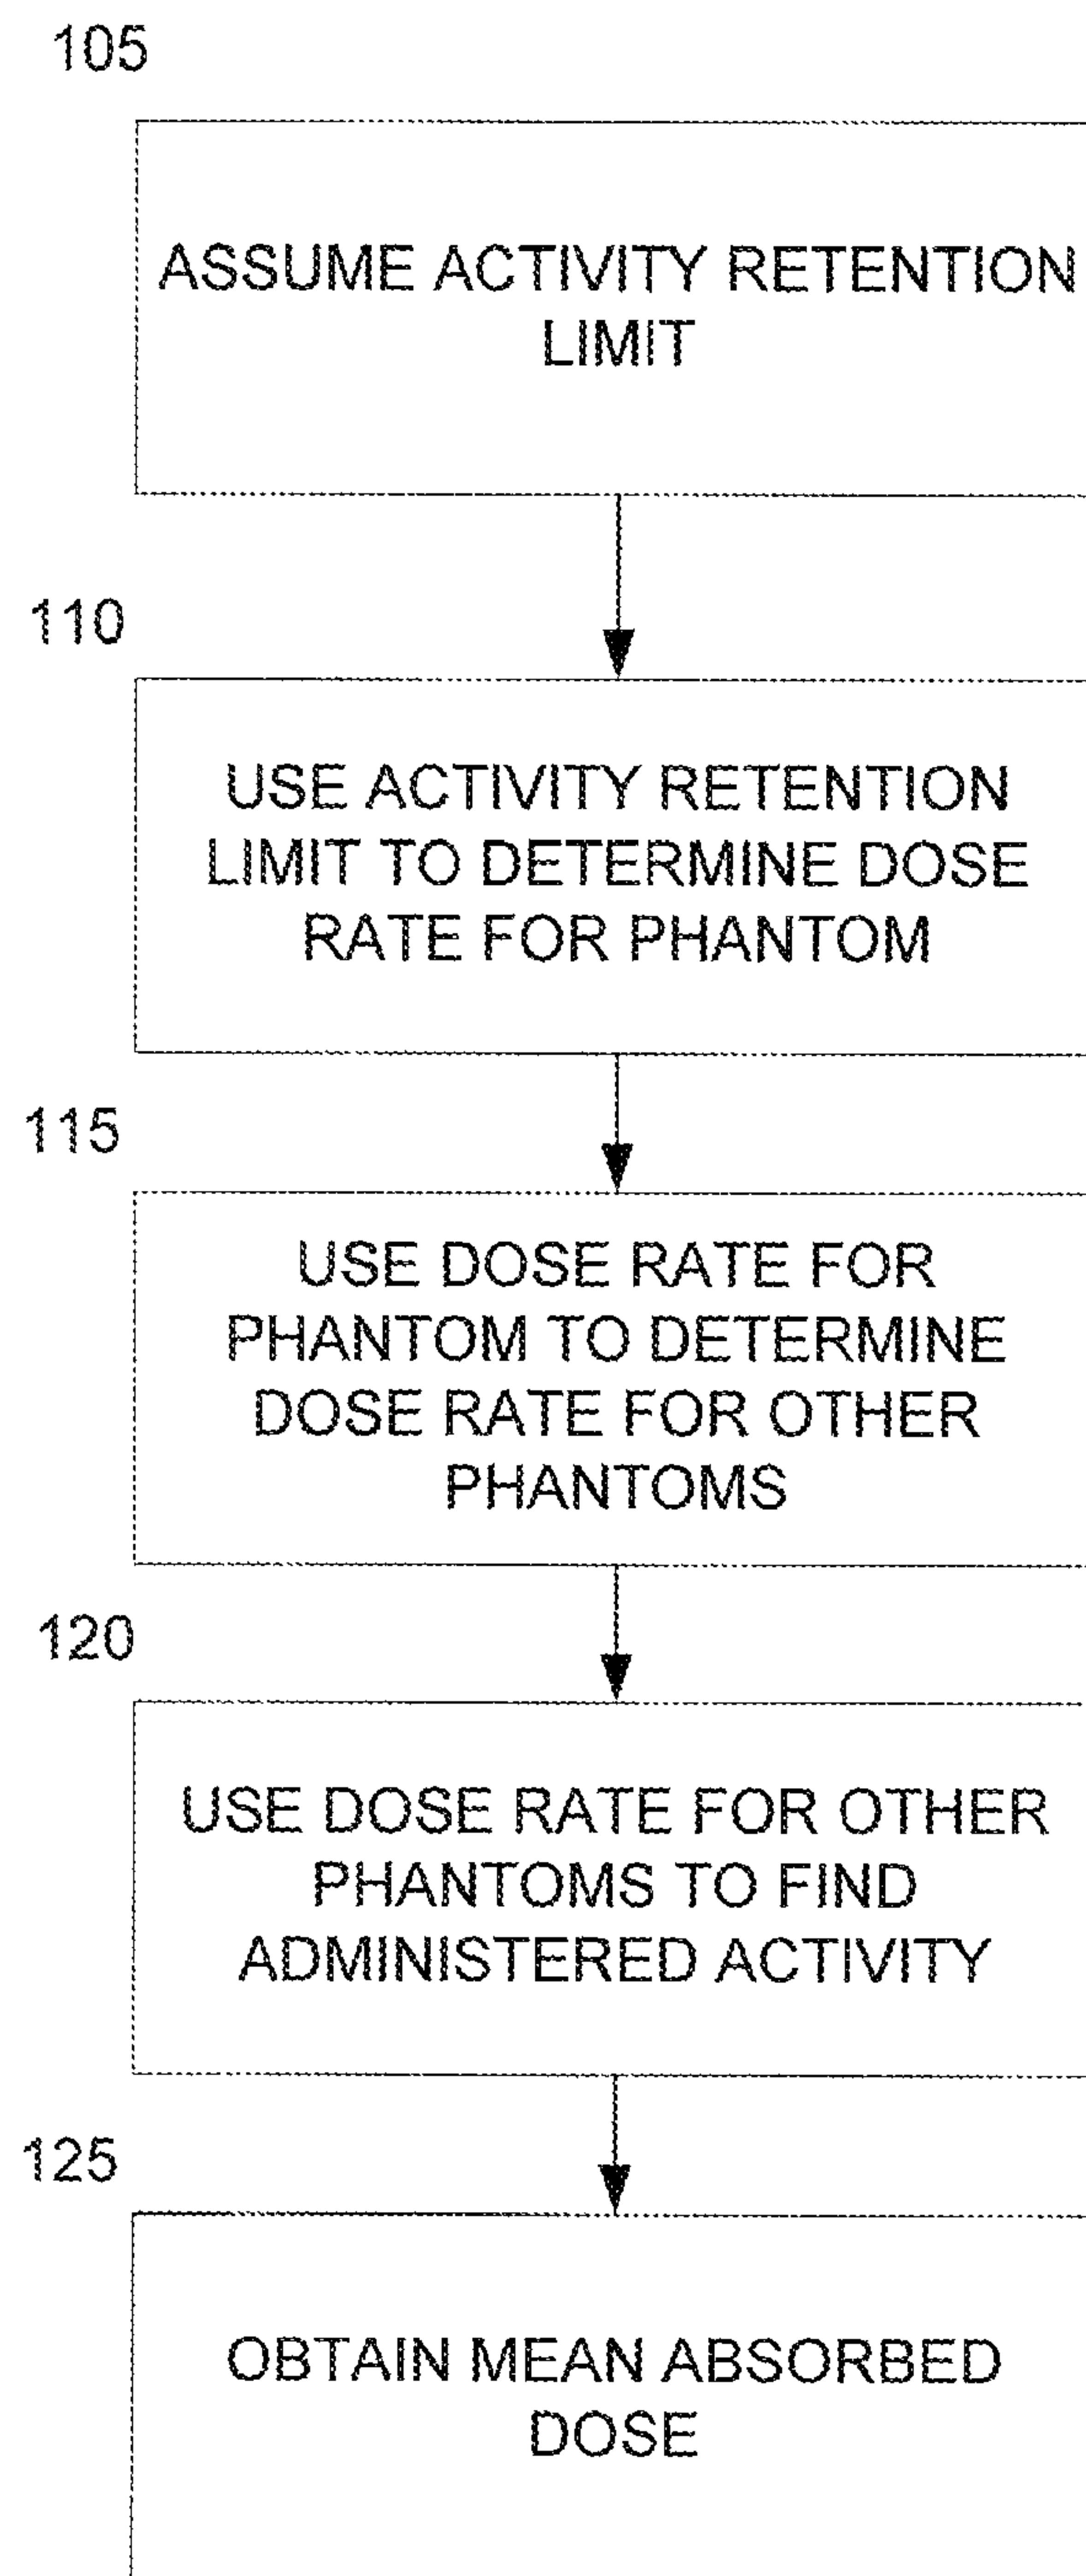 105
ASSUME ACTIVITY RETENTION
LIMIT
110
USE ACTIVITY RETENTION
LIMIT TO DETERMINE DOSE
RATE FOR PHANTOM
115
USE DOSE RATE FOR
PHANTOM TO DETERMINE
DOSE RATE FOR OTHER
PHANTOMS
120
USE DOSE RATE FOR OTHER
PHANTOMS TO FIND
ADMINISTERED ACTIVITY
125
OBTAIN MEAN ABSORBED
DOSE